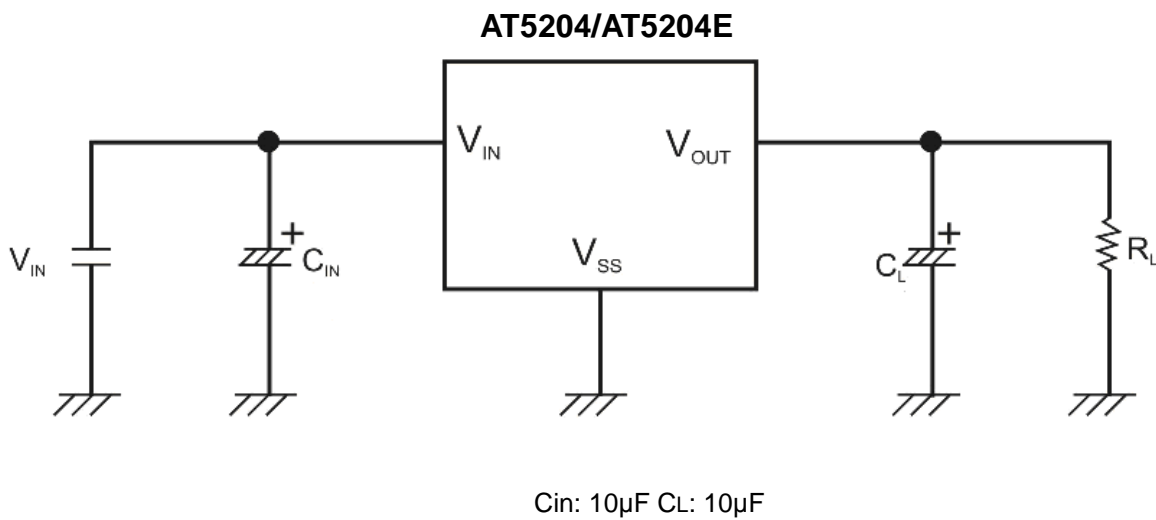 AT5204/AT5204E
VIN
VOUT
VIN
CIN
VSS
CL
RL
Cin: 10µF CL: 10µF